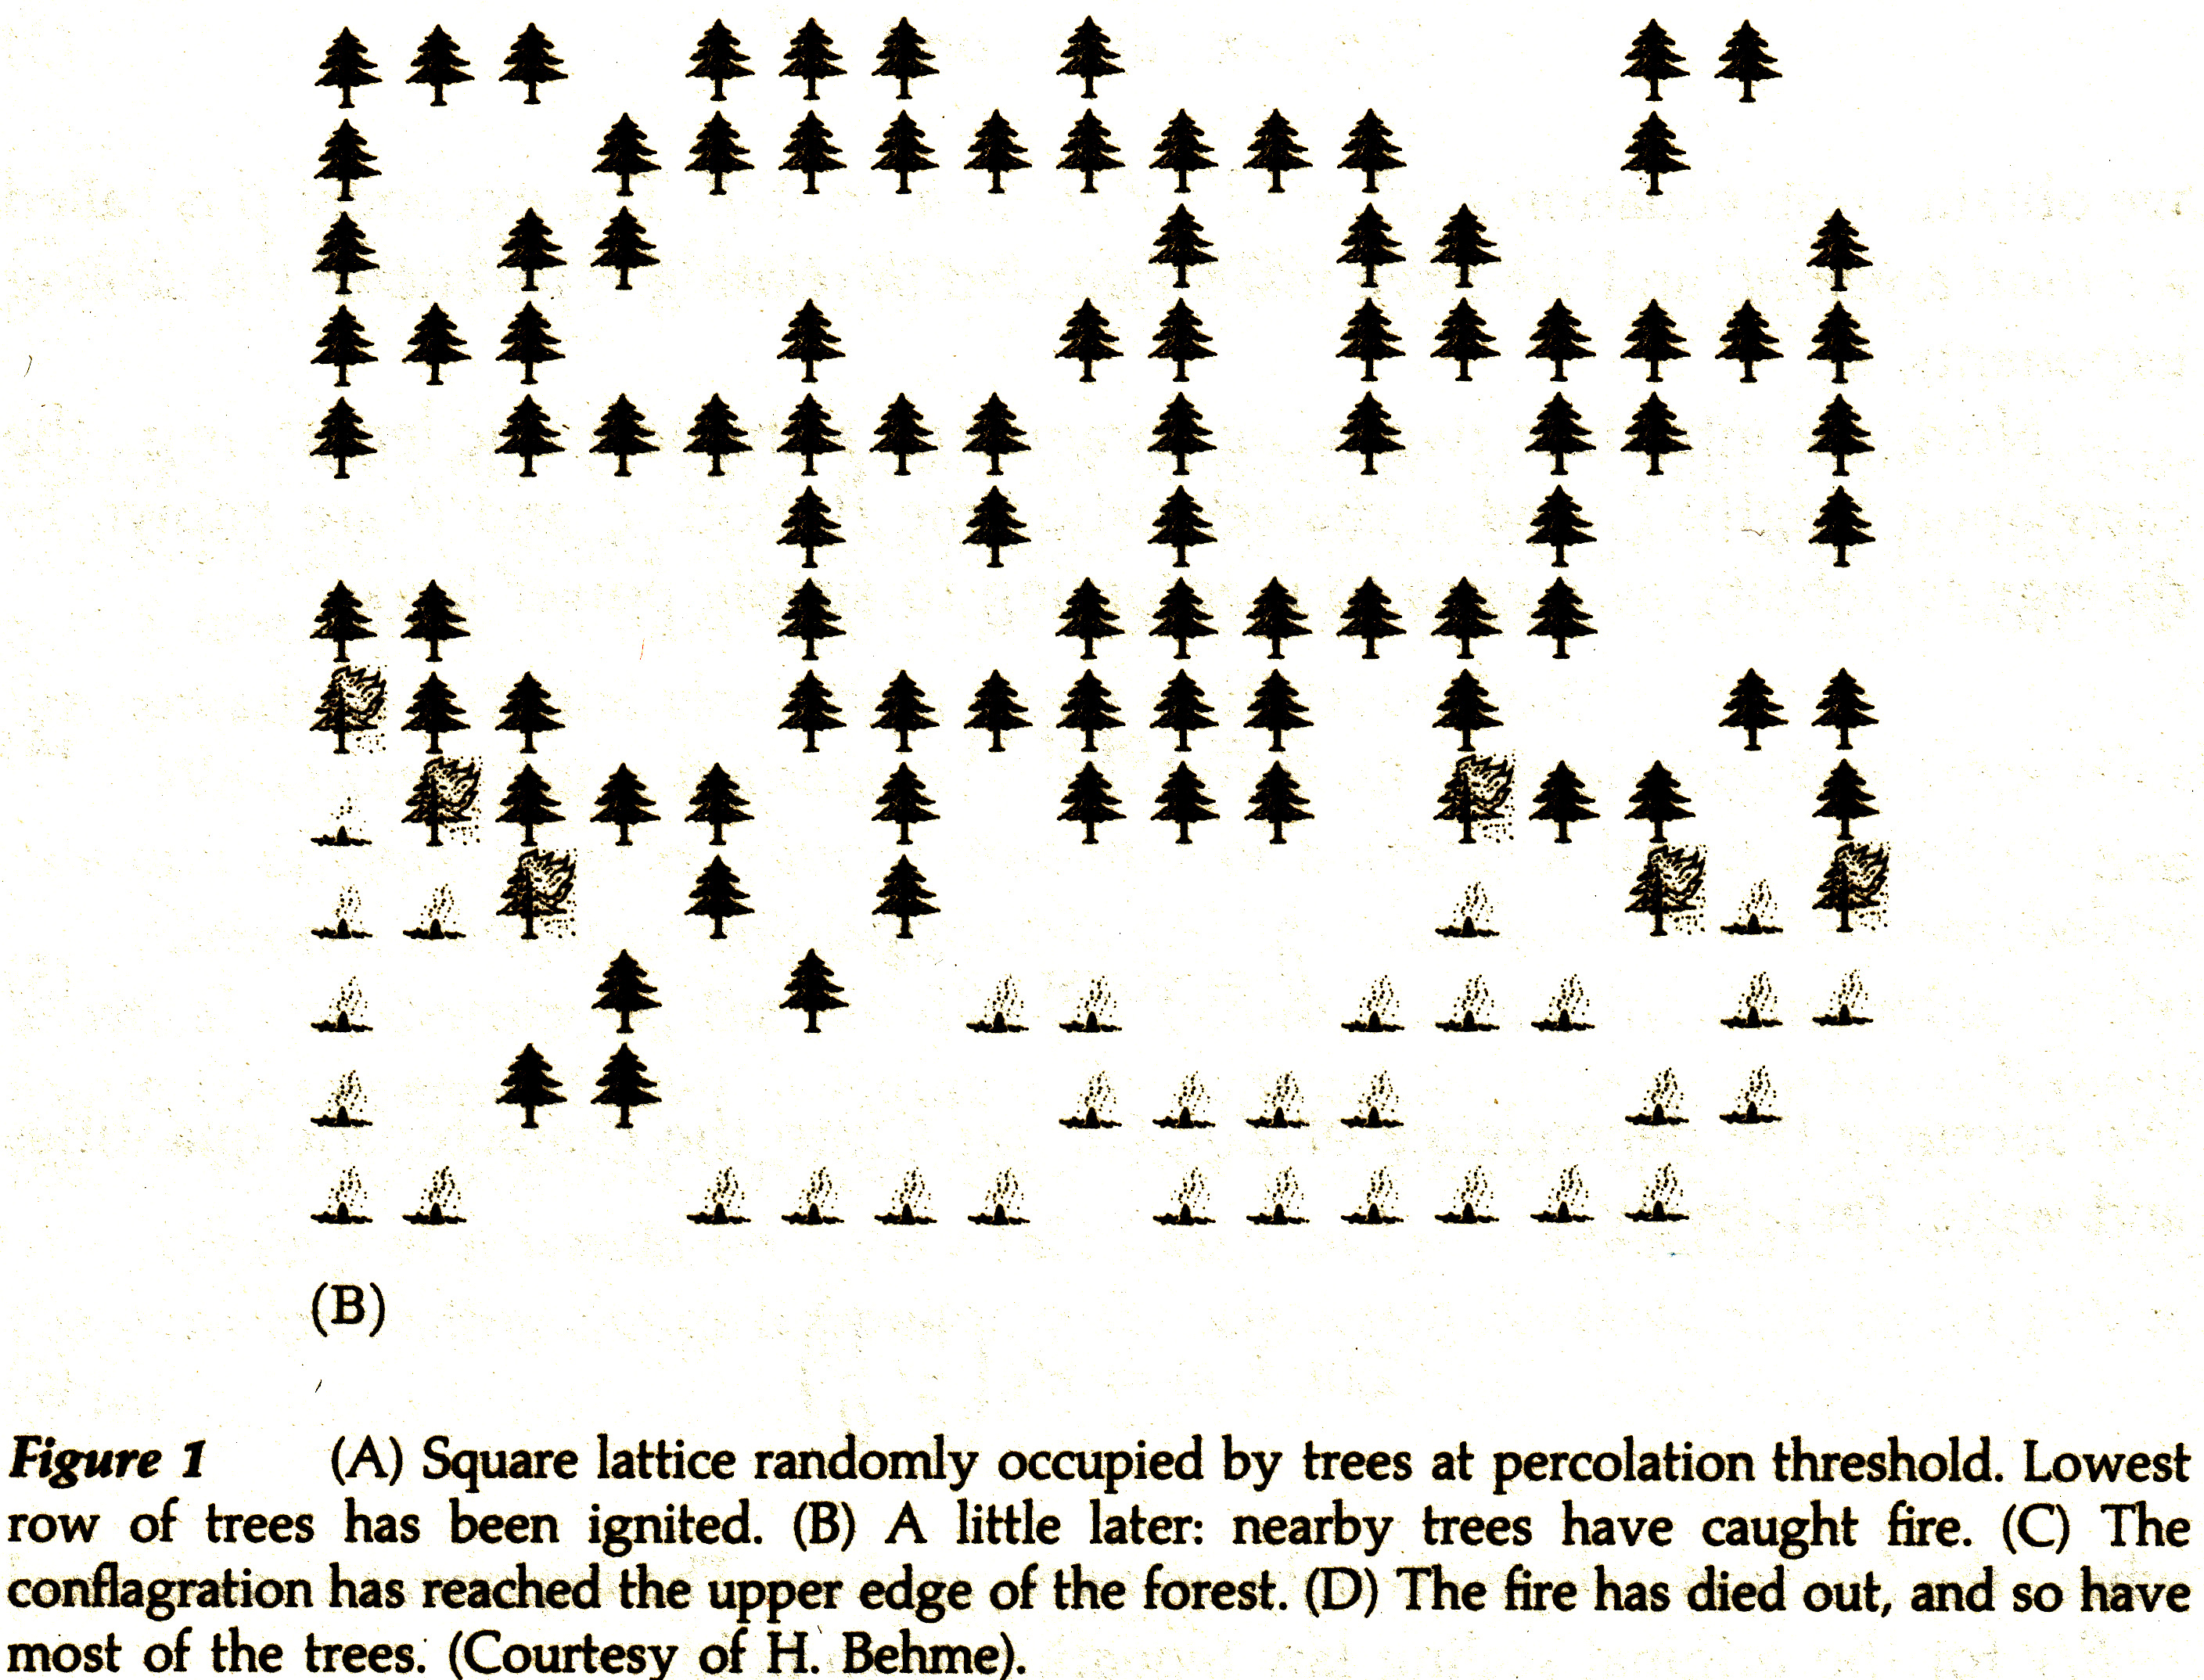 (B)
Figure 1 (A) Square lattice randomly occupied by trees at percolation threshold. Lowest
row of trees has been ignited. (B) A little later: nearby trees have caught fire. (C) The
conflagration has reached the upper edge of the forest. (D) The fire has died out, and so have
most of the trees. (Courtesy of H. Behme).